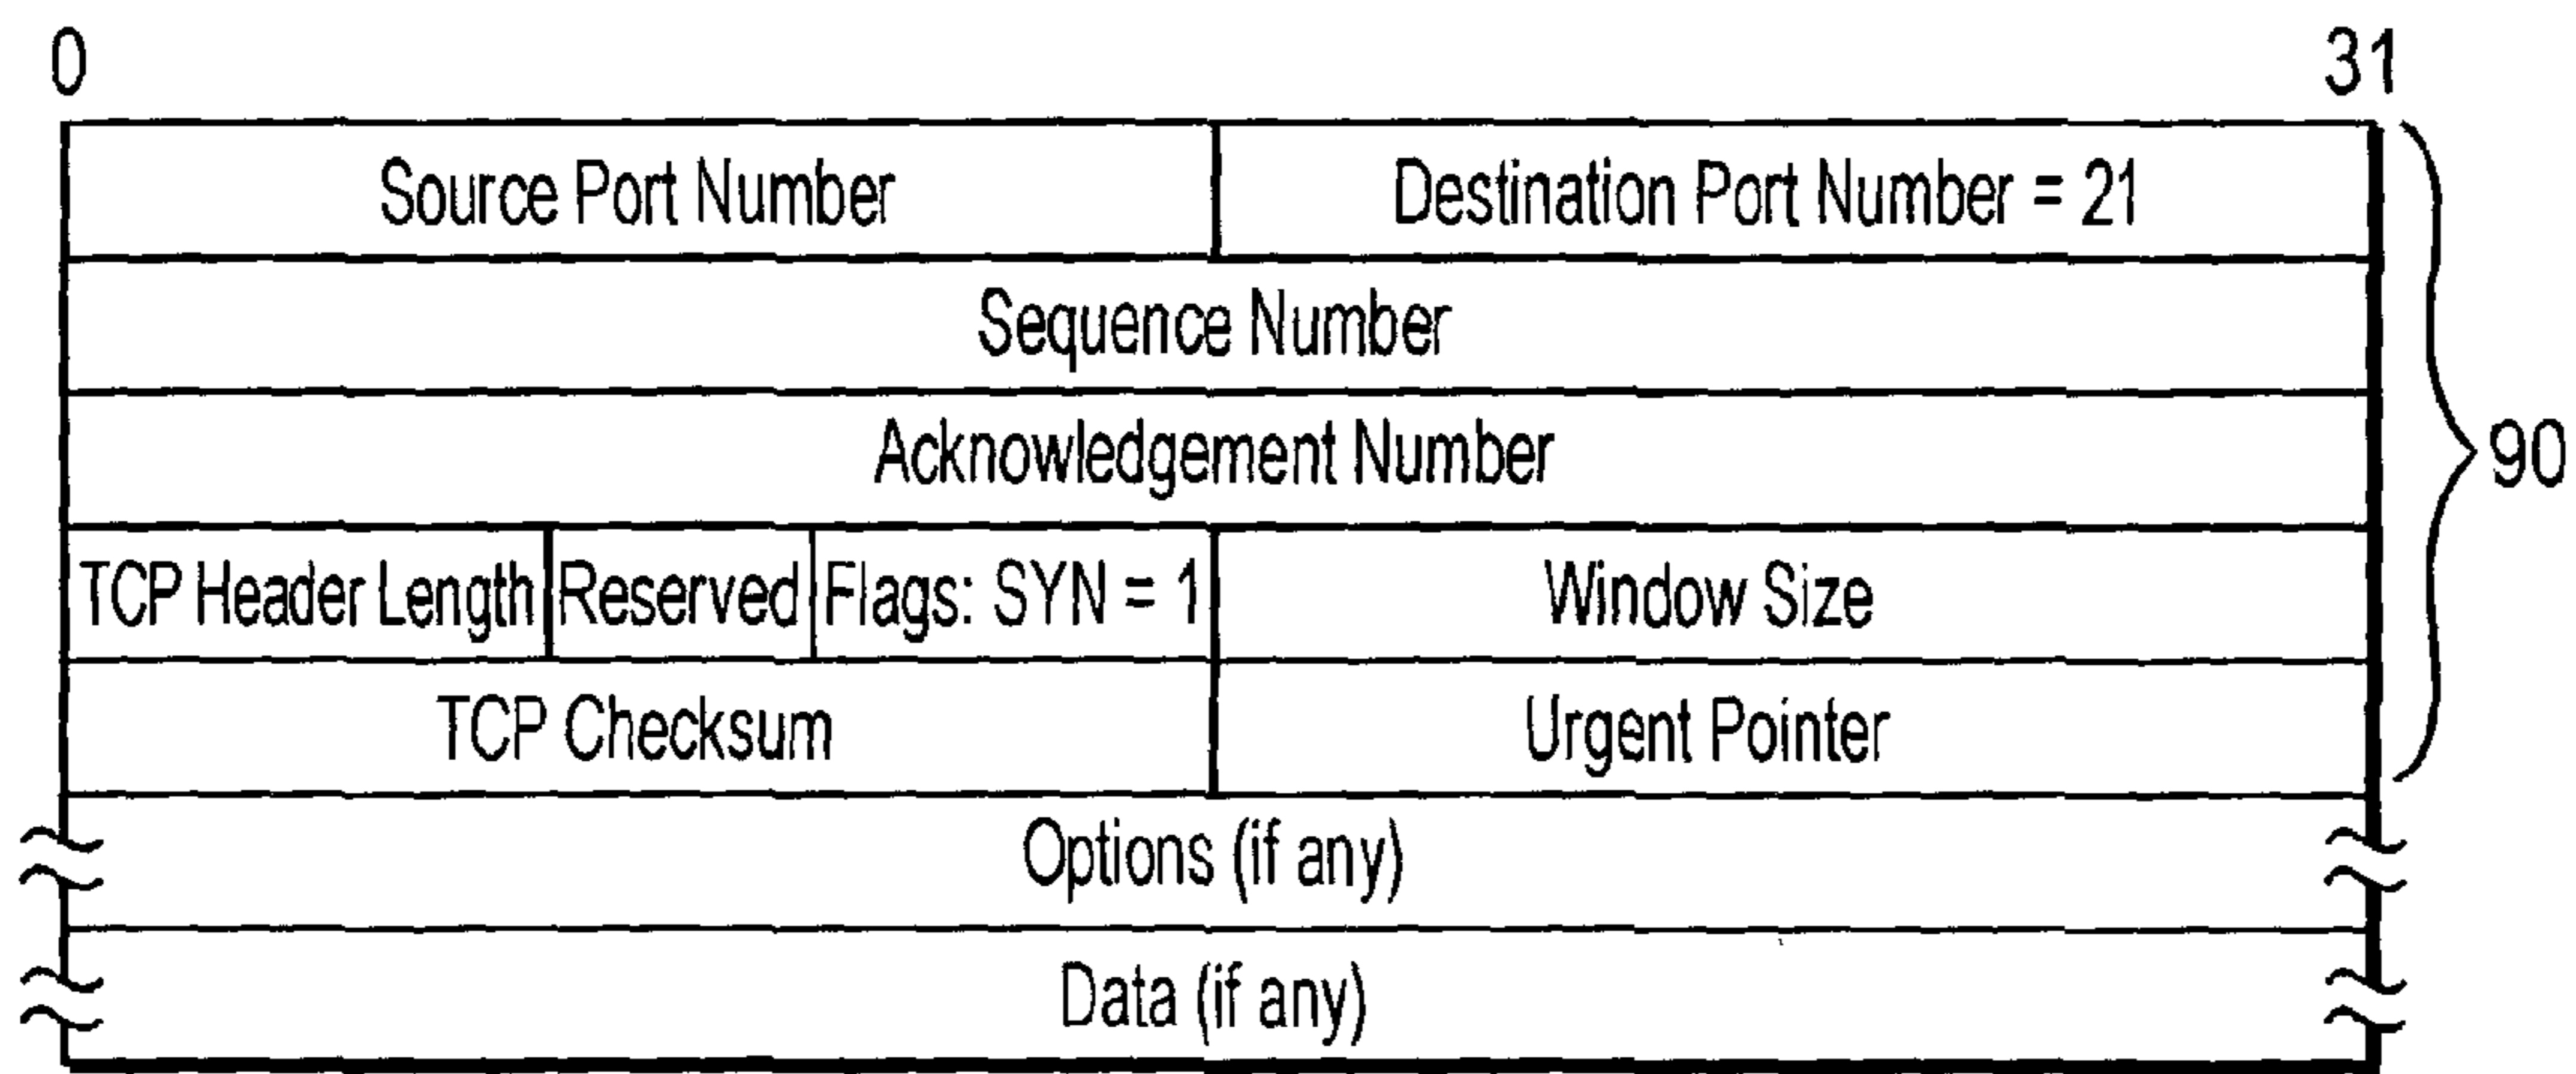 0 31
Source Port Number Destination Port Number = 21
Sequence Number
Acknowledgement Number
90
TCP Header Length Reserved Flags: SYN = 1 Window Size
TCP Checksum Urgent Pointer
Options (if any)
Data (if any)